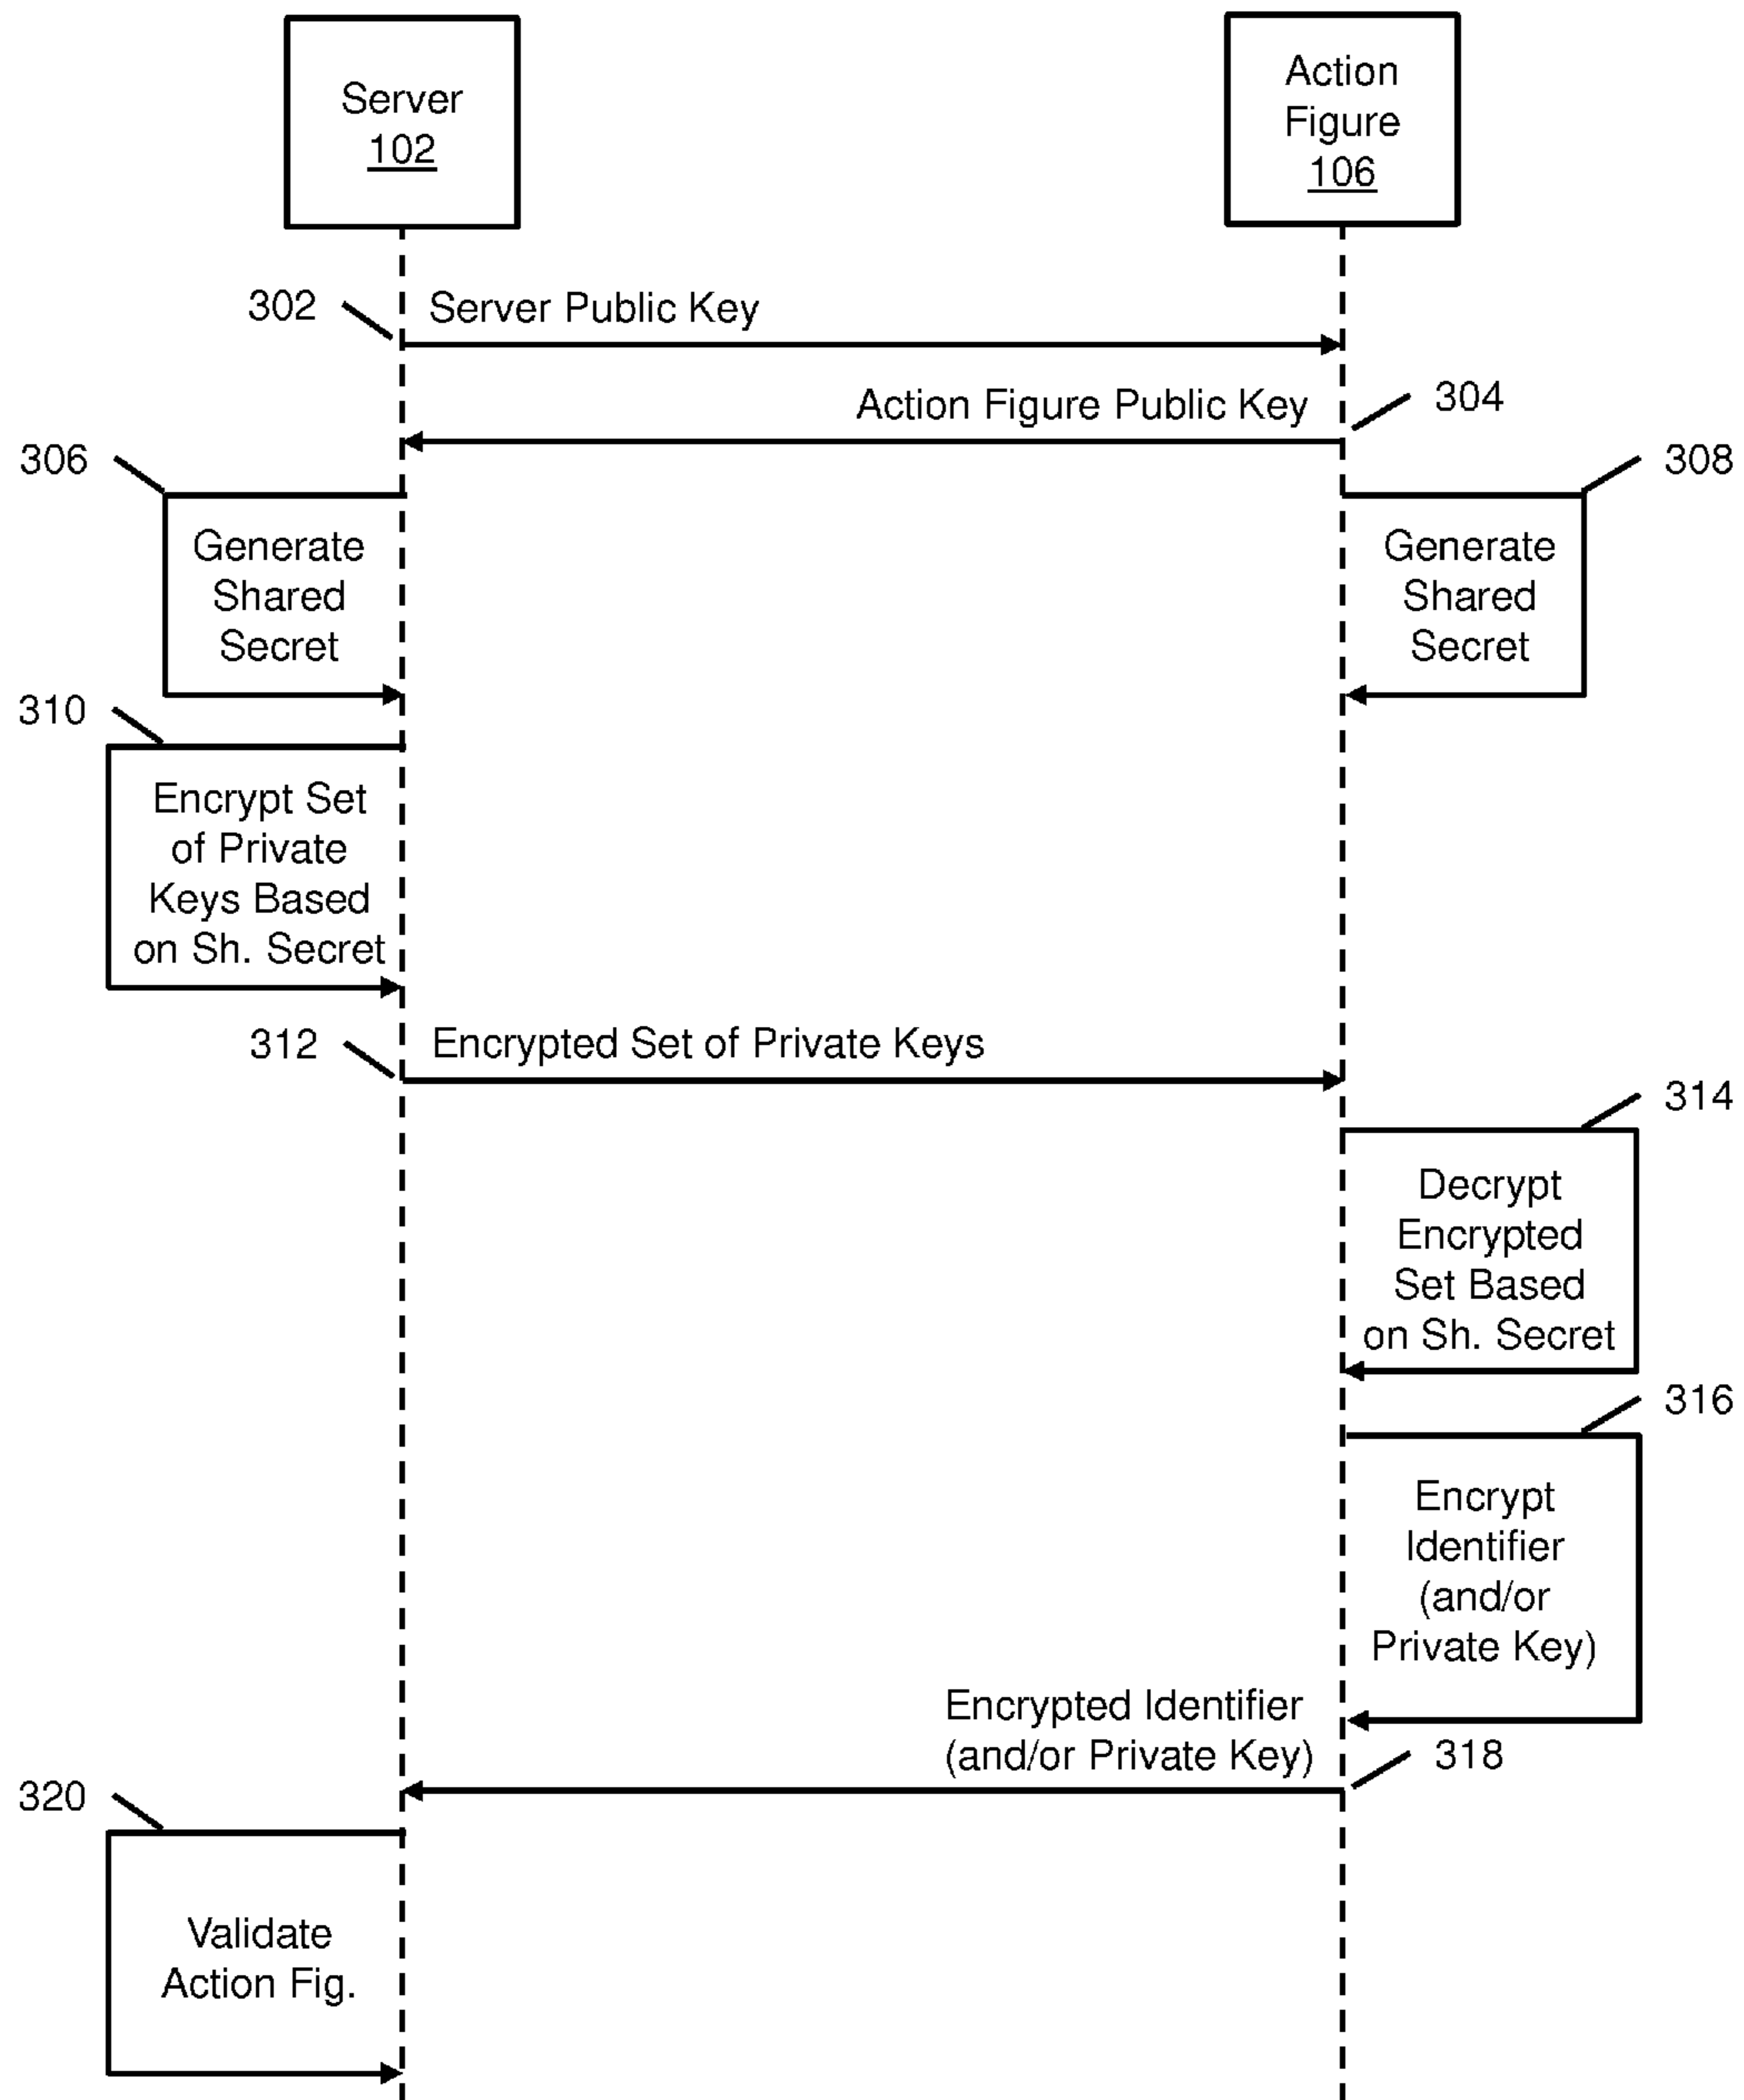 Server
102
Action
Figure
106
302
Server Public Key
Action Figure Public Key
304
306
308
Generate
Shared
Secret
Generate
Shared
Secret
310
Encrypt Set
of Private
Keys Based
on Sh. Secret
312
Encrypted Set of Private Keys
314
Decrypt
Encrypted
Set Based
on Sh. Secret
316
Encrypt
Identifier
(and/or
Private Key)
Encrypted Identifier
(and/or Private Key)
318
320
Validate
Action Fig.